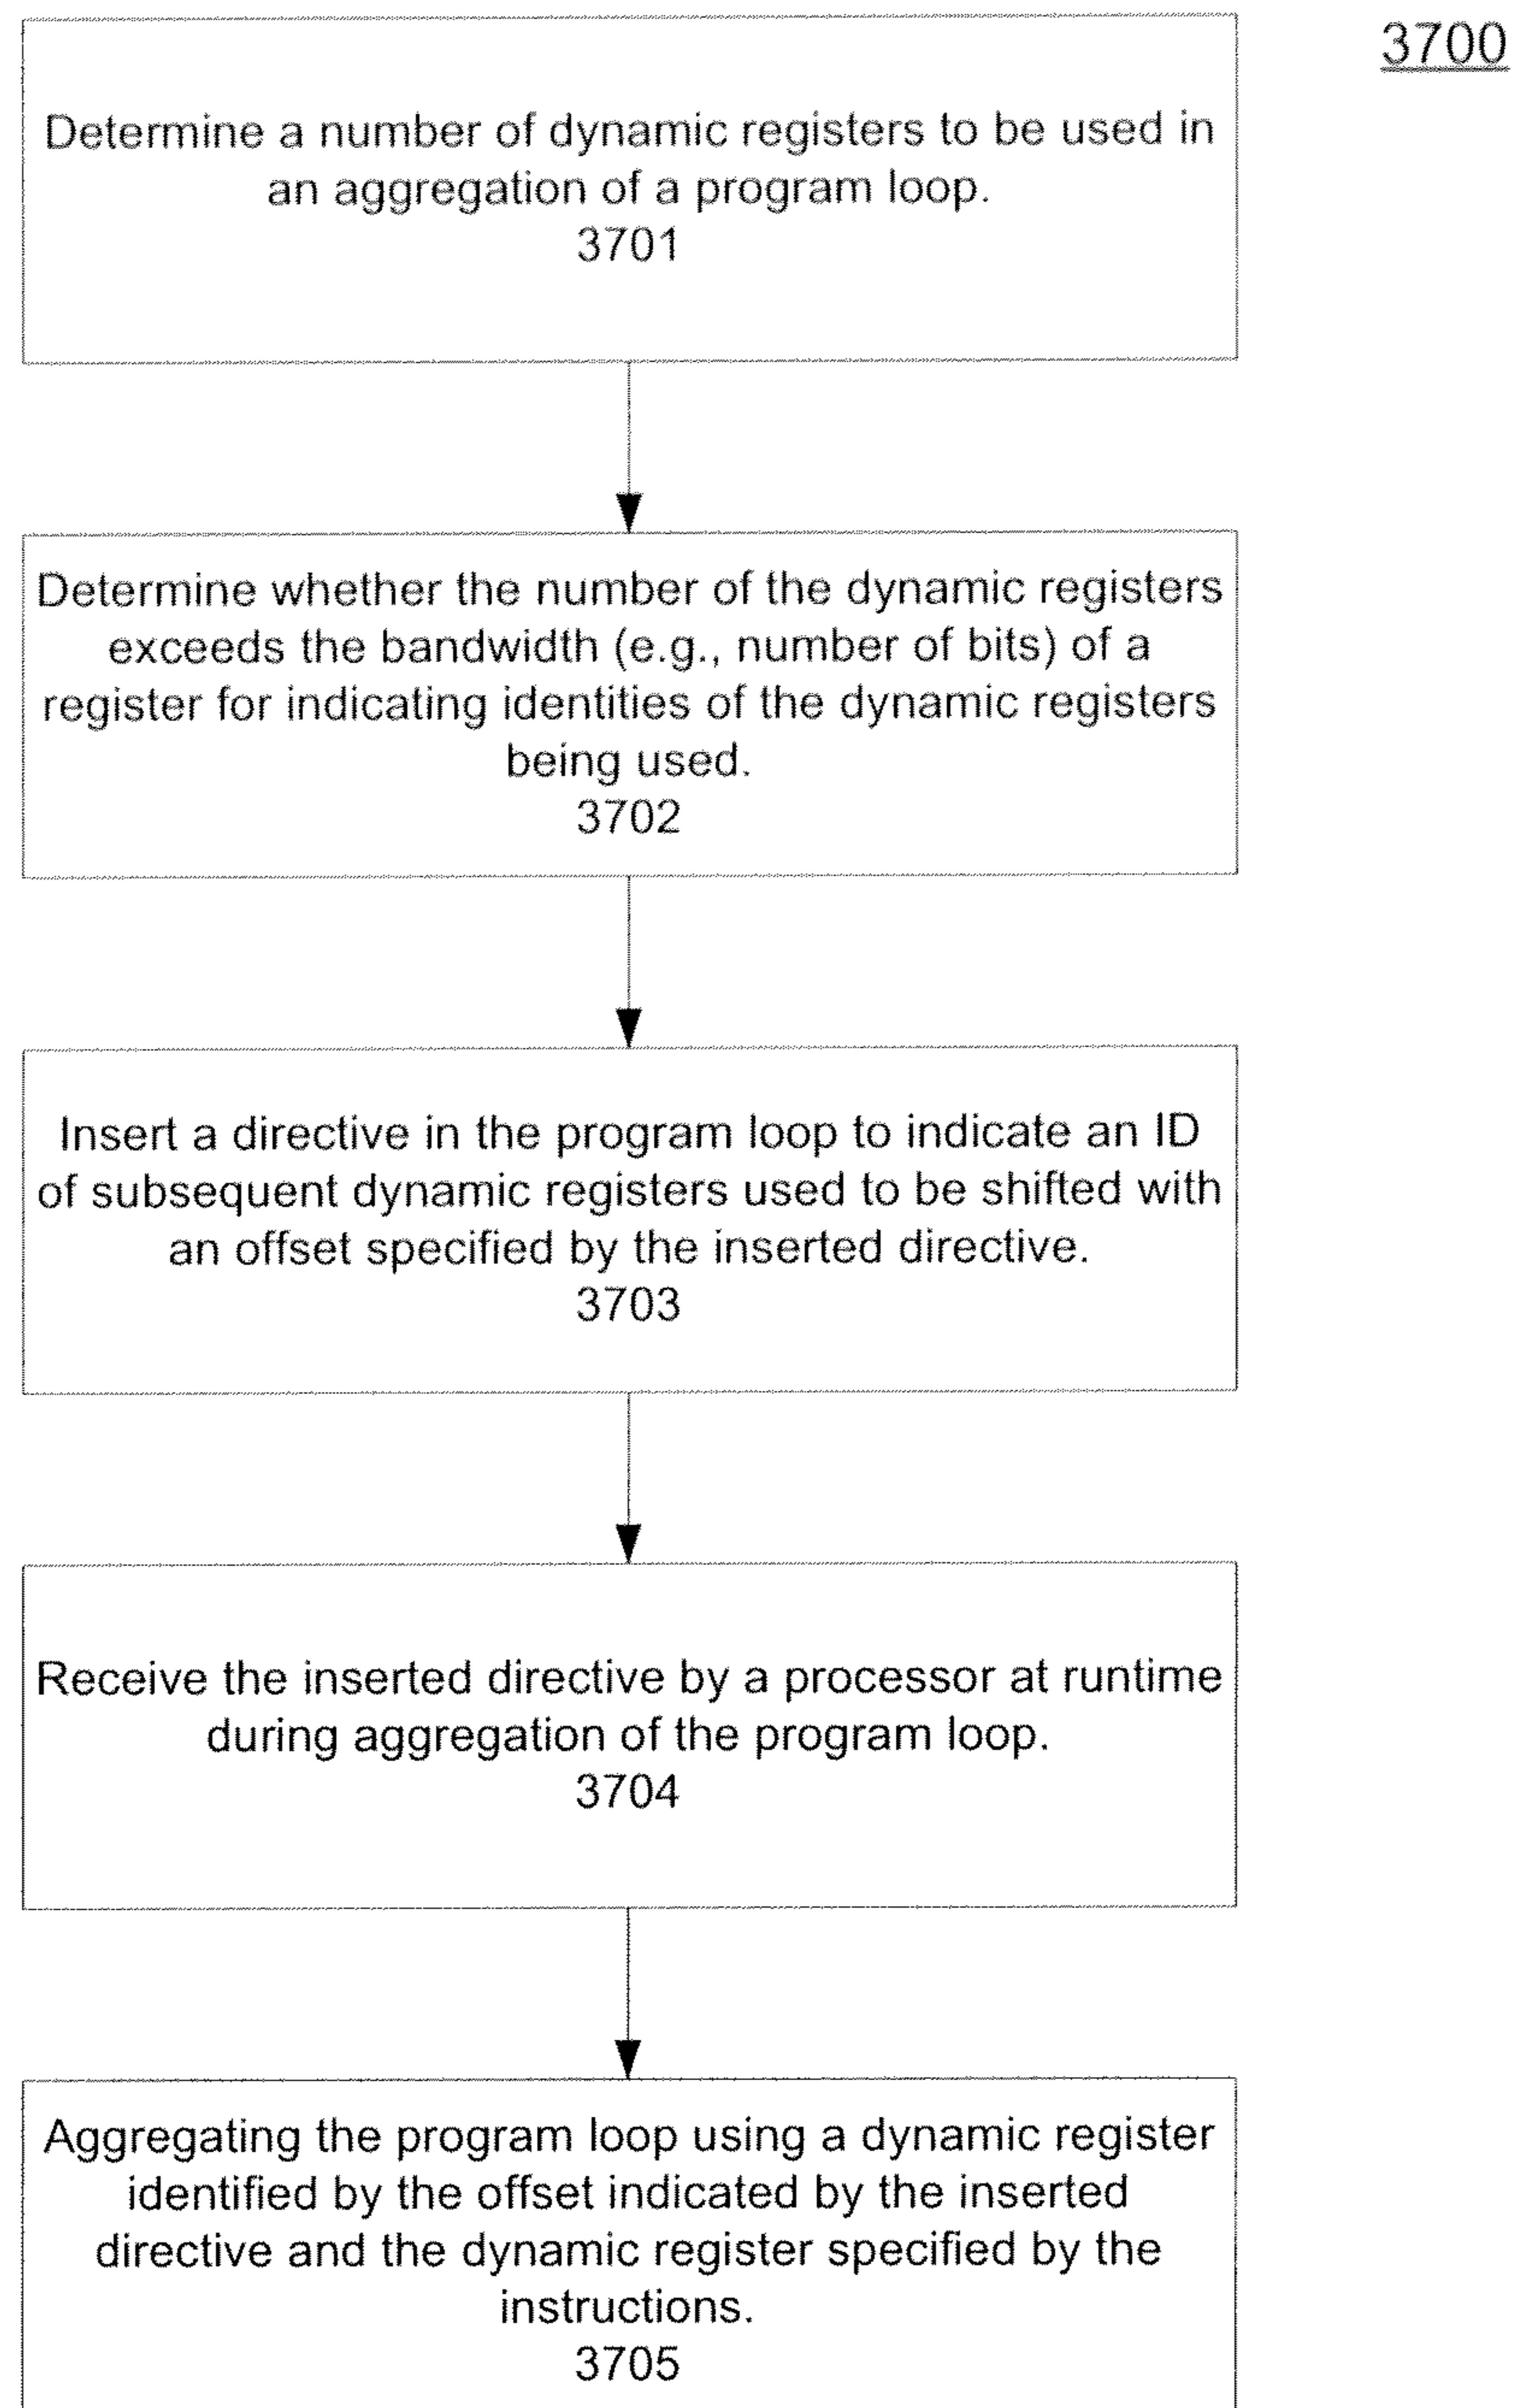 3700
Determine a number of dynamic registers to be used in
an aggregation of a program loop.
3701
Determine whether the number of the dynamic registers
exceeds the bandwidth (e.g., number of bits) of a
register for indicating identities of the dynamic registers
being used.
3702
Insert a directive in the program loop to indicate an ID
of subsequent dynamic registers used to be shifted with
an offset specified by the inserted directive.
3703
Receive the inserted directive by a processor at runtime
during aggregation of the program loop.
3704
Aggregating the program loop using a dynamic register
identified by the offset indicated by the inserted
directive and the dynamic register specified by the
instructions.
3705